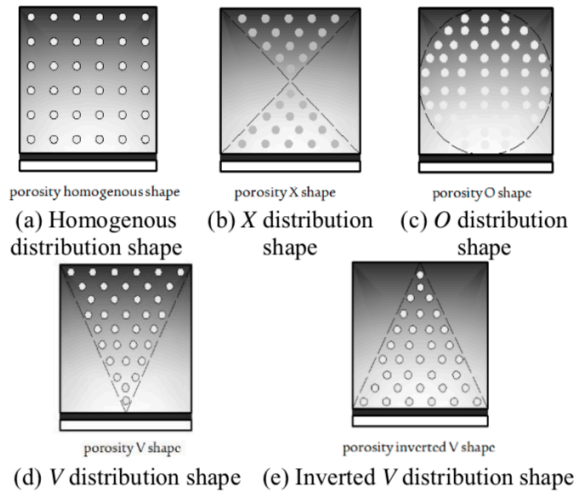 porosity homogenous shape
porosity X shape
porosity O shape
(a) Homogenous
distribution shape
(b) X distribution
shape
(c) O distribution
shape
porosity V shape
porosity inverted V shape
(d) V distribution shape
(e) Inverted V distribution shape